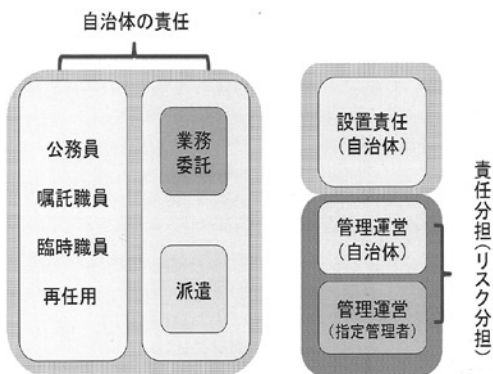 自治体の責任
公務員
嘱託職員
臨時職員
再任用
業務
委託
派遣
設置責任
(自治体)
管理運営
(自治体)
管理運営
(指定管理者)
責任分担(リスク分担)